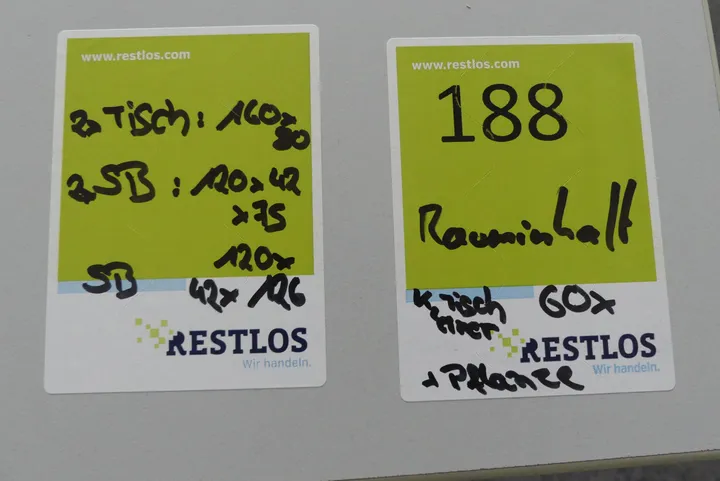 www.restlos.com
2x Tisch: 160x
80
2x SB: 120x42
x75
120x
SB 42x 126
RESTLOS
Wir handeln.
www.restlos.com
188
Rauminhalt
K. Tisch 60x
RESTLOS
Wir handeln.
+ Pflanze